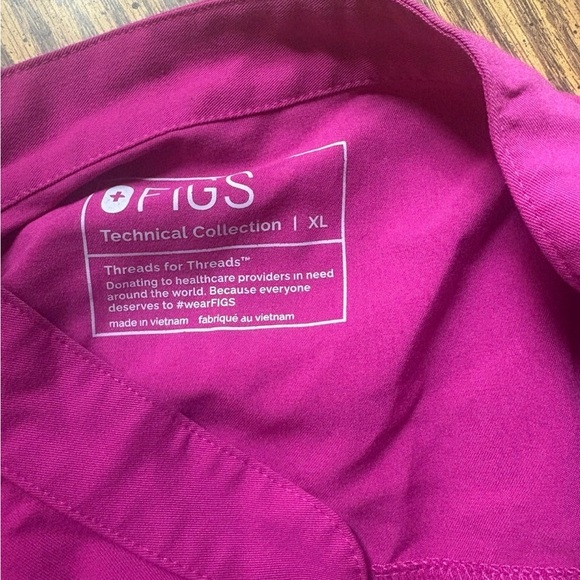 FIGS
Technical Collection | XL
Threads for Threads™
Donating to healthcare providers in need
around the world. Because everyone
deserves to #wearFIGS
made in vietnam fabriqué au vietnam